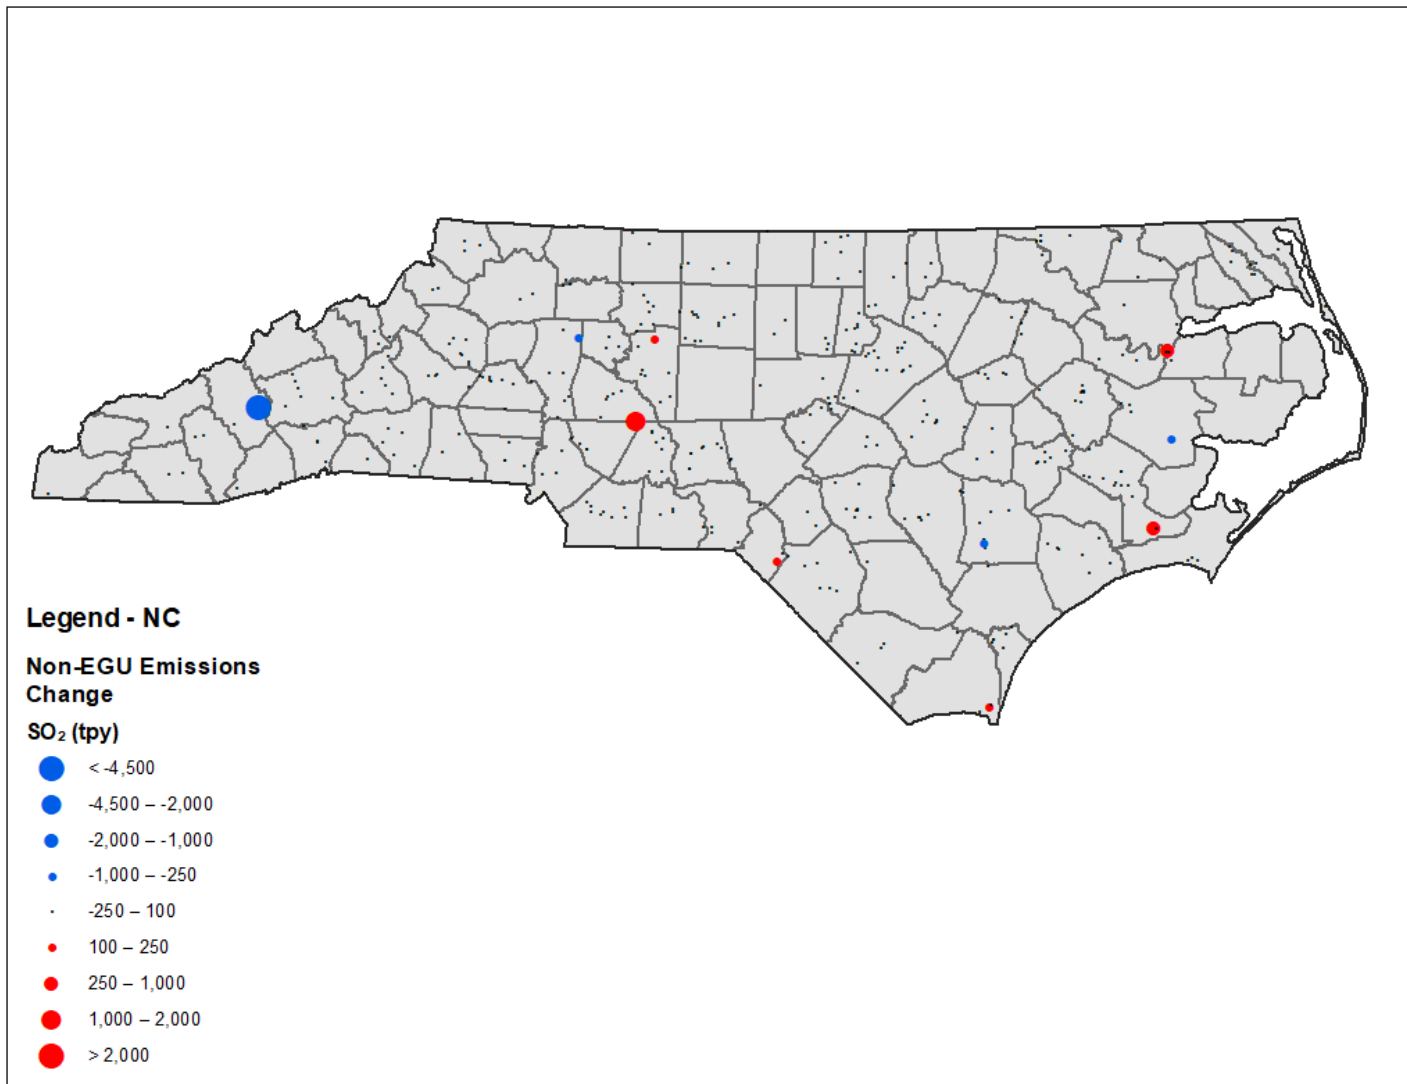 Legend - NC
Non-EGU Emissions
Change
SO₂ (tpy)
< -4,500
-4,500 – -2,000
-2,000 – -1,000
-1,000 – -250
-250 – 100
100 – 250
250 – 1,000
1,000 – 2,000
> 2,000